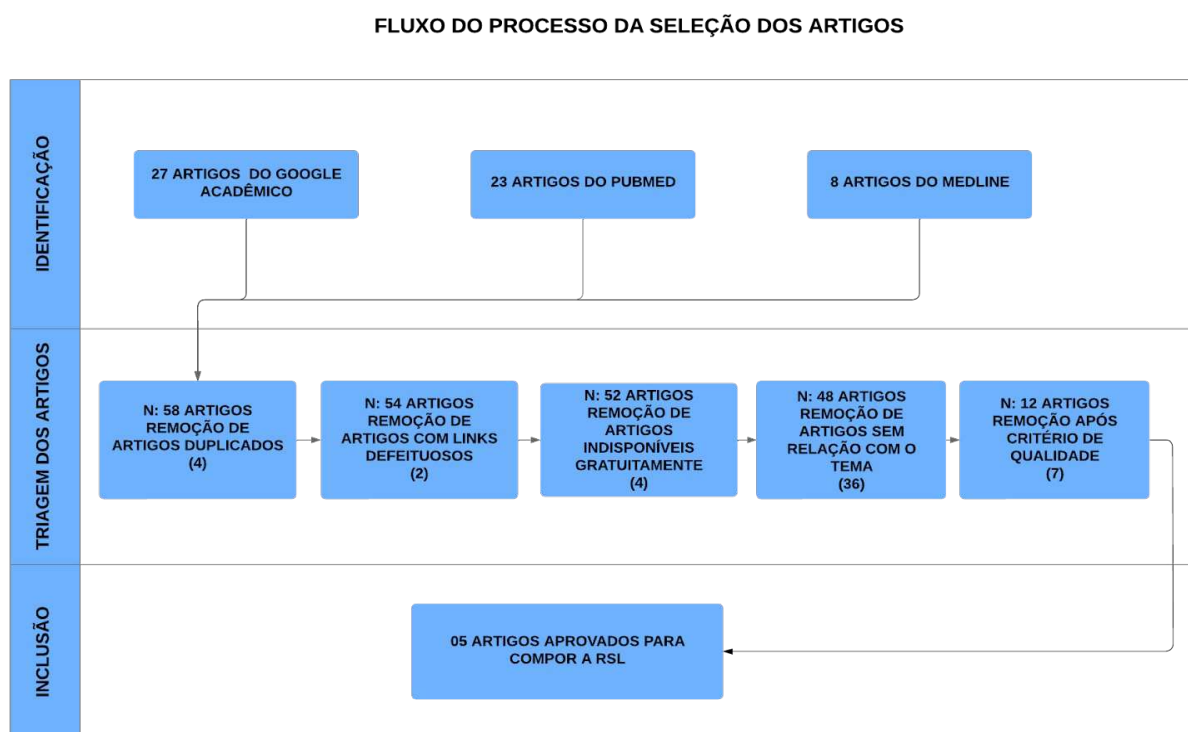 FLUXO DO PROCESSO DA SELEÇÃO DOS ARTIGOS
IDENTIFICAÇÃO
27 ARTIGOS DO GOOGLE
ACADÊMICO
23 ARTIGOS DO PUBMED
8 ARTIGOS DO MEDLINE
TRIAGEM DOS ARTIGOS
N: 58 ARTIGOS
REMOÇÃO DE
ARTIGOS DUPLICADOS
(4)
N: 54 ARTIGOS
REMOÇÃO DE
ARTIGOS COM LINKS
DEFEITUOSOS
(2)
N: 52 ARTIGOS
REMOÇÃO DE
ARTIGOS
INDISPONÍVEIS
GRATUITAMENTE
(4)
N: 48 ARTIGOS
REMOÇÃO DE
ARTIGOS SEM
RELAÇÃO COM O
TEMA
(36)
N: 12 ARTIGOS
REMOÇÃO APÓS
CRITÉRIO DE
QUALIDADE
(7)
INCLUSÃO
05 ARTIGOS APROVADOS PARA
COMPOR A RSL